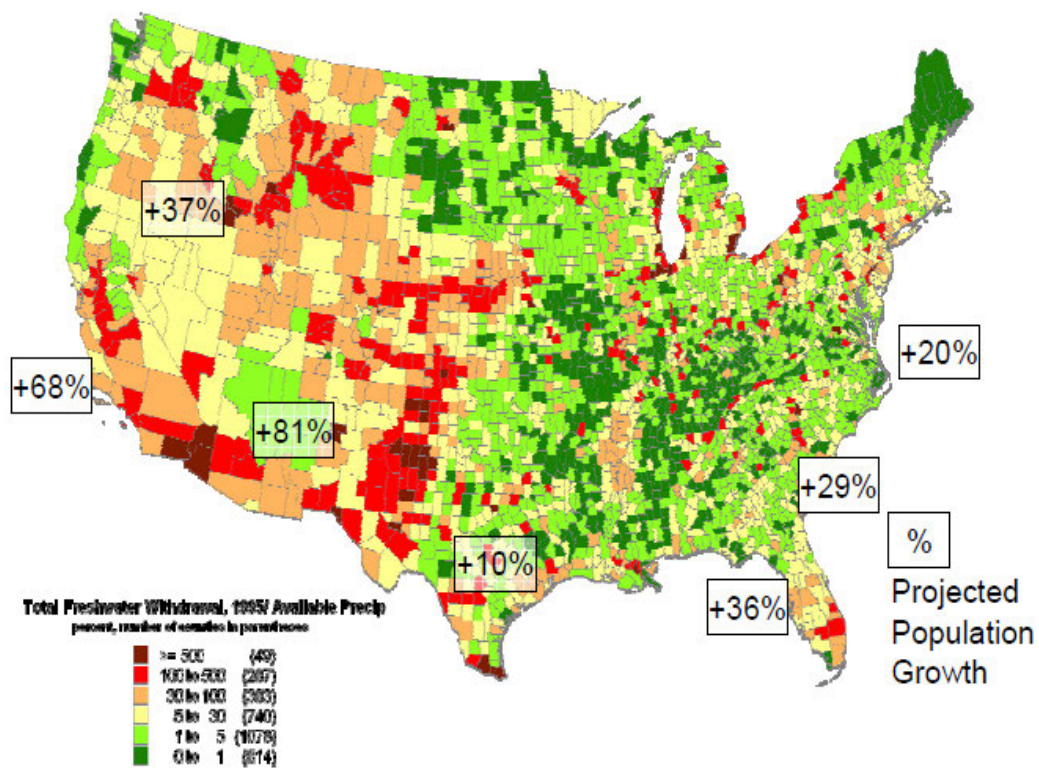 +37%
+68%
+20%
+81%
+29%
+10%
+36%
%
Projected
Population
Growth
Total Freshwater Withdrawal, 1995/ Available Precip
percent, number of counties in parentheses
>= 500 (49)
100 to 500 (267)
30 to 100 (363)
5 to 30 (740)
1 to 5 (1078)
0 to 1 (614)